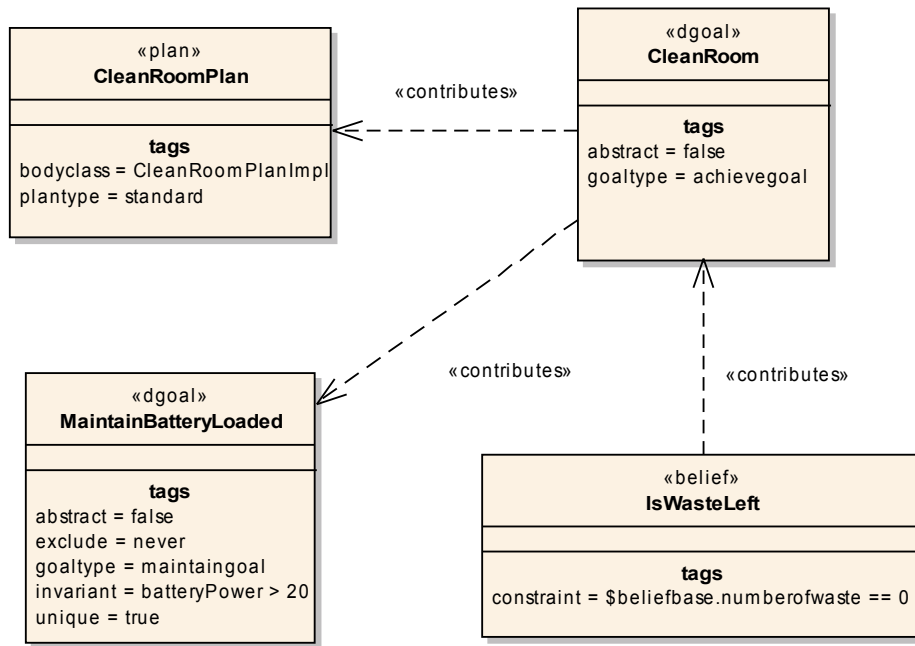 «plan»
CleanRoomPlan
tags
bodyclass = CleanRoomPlanImpl
plantype = standard
«contributes»
«dgoal»
CleanRoom
tags
abstract = false
goaltype = achievegoal
«contributes»
«contributes»
«dgoal»
MaintainBatteryLoaded
tags
abstract = false
exclude = never
goaltype = maintaingoal
invariant = batteryPower > 20
unique = true
«belief»
IsWasteLeft
tags
constraint = $beliefbase.numberofwaste == 0